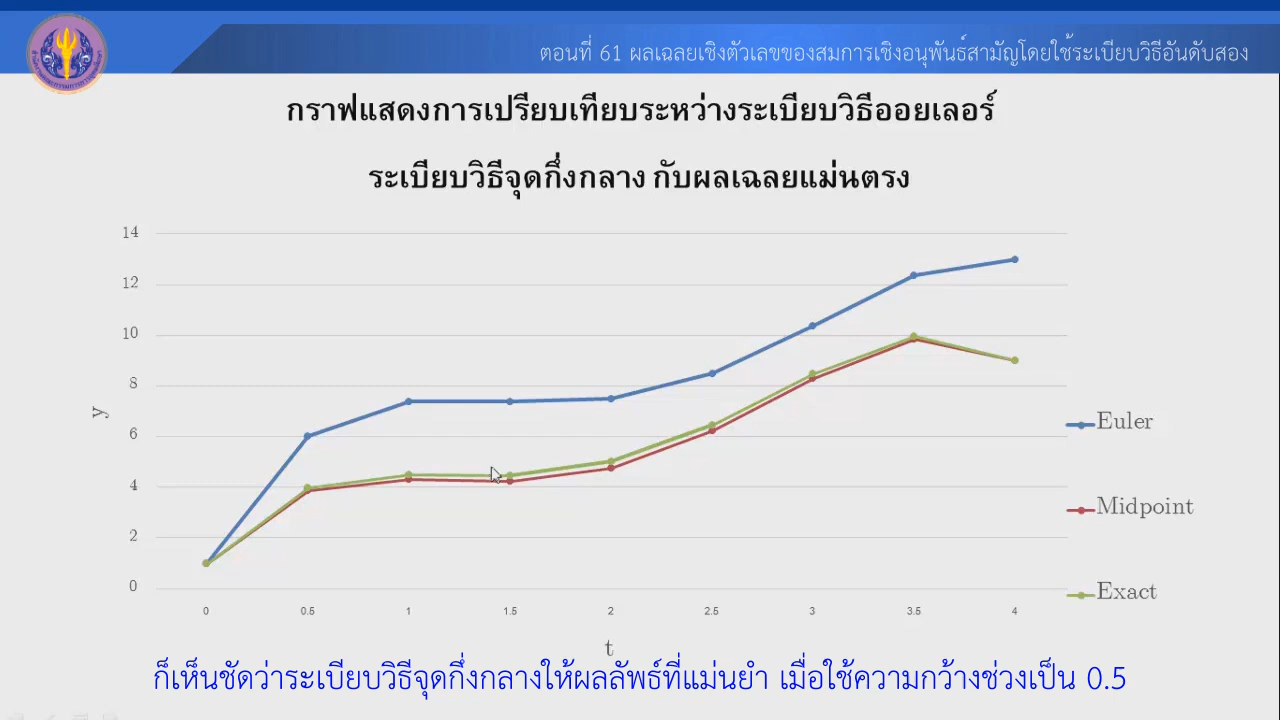 ตอนที่ 61 ผลเฉลยเชิงตัวเลขของสมการเชิงอนุพันธ์สามัญโดยใช้ระเบียบวิธีอันดับสอง
กราฟแสดงการเปรียบเทียบระหว่างระเบียบวิธีออยเลอร์
ระเบียบวิธีจุดกึ่งกลาง กับผลเฉลยแม่นตรง
14
12
10
8
6
4
2
0
y
0 0.5 1 1.5 2 2.5 3 3.5 4
t
Euler
Midpoint
Exact
ก็เห็นชัดว่าระเบียบวิธีจุดกึ่งกลางให้ผลลัพธ์ที่แม่นยำ เมื่อใช้ความกว้างช่วงเป็น 0.5